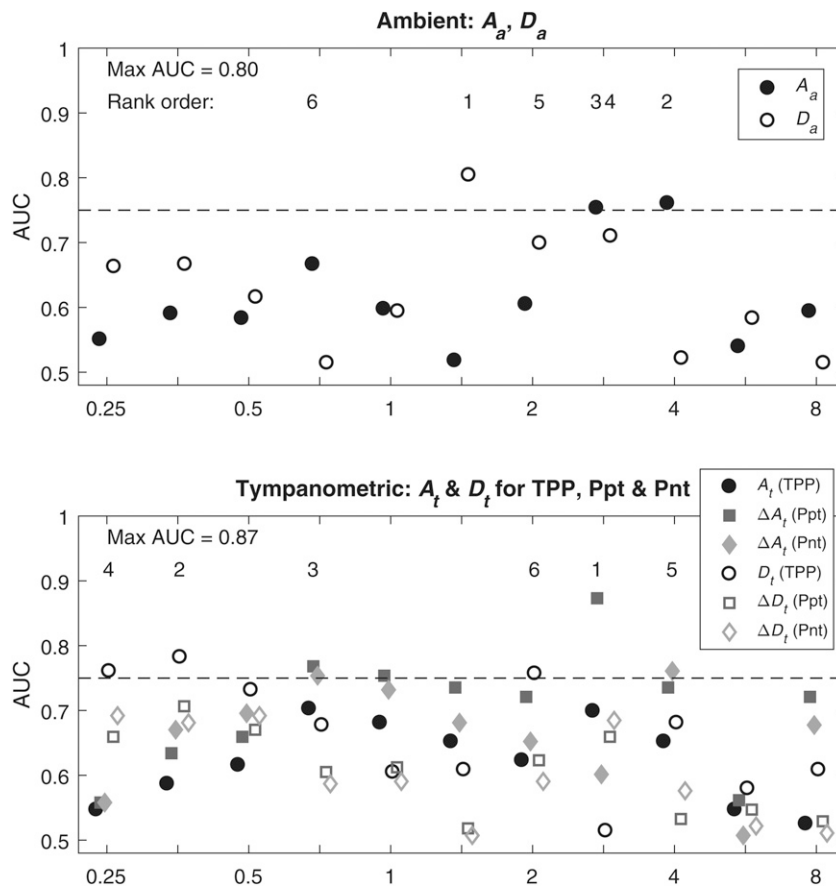 Ambient: Aₐ, Dₐ
Max AUC = 0.80
Rank order: 6 1 5 3 4 2
Aₐ
Dₐ
AUC
1
0.9
0.8
0.7
0.6
0.5
0.25 0.5 1 2 4 8
Tympanometric: Aₜ & Dₜ for TPP, Ppt & Pnt
Max AUC = 0.87
4 2 3 6 1 5
Aₜ (TPP)
ΔAₜ (Ppt)
ΔAₜ (Pnt)
Dₜ (TPP)
ΔDₜ (Ppt)
ΔDₜ (Pnt)
AUC
1
0.9
0.8
0.7
0.6
0.5
0.25 0.5 1 2 4 8